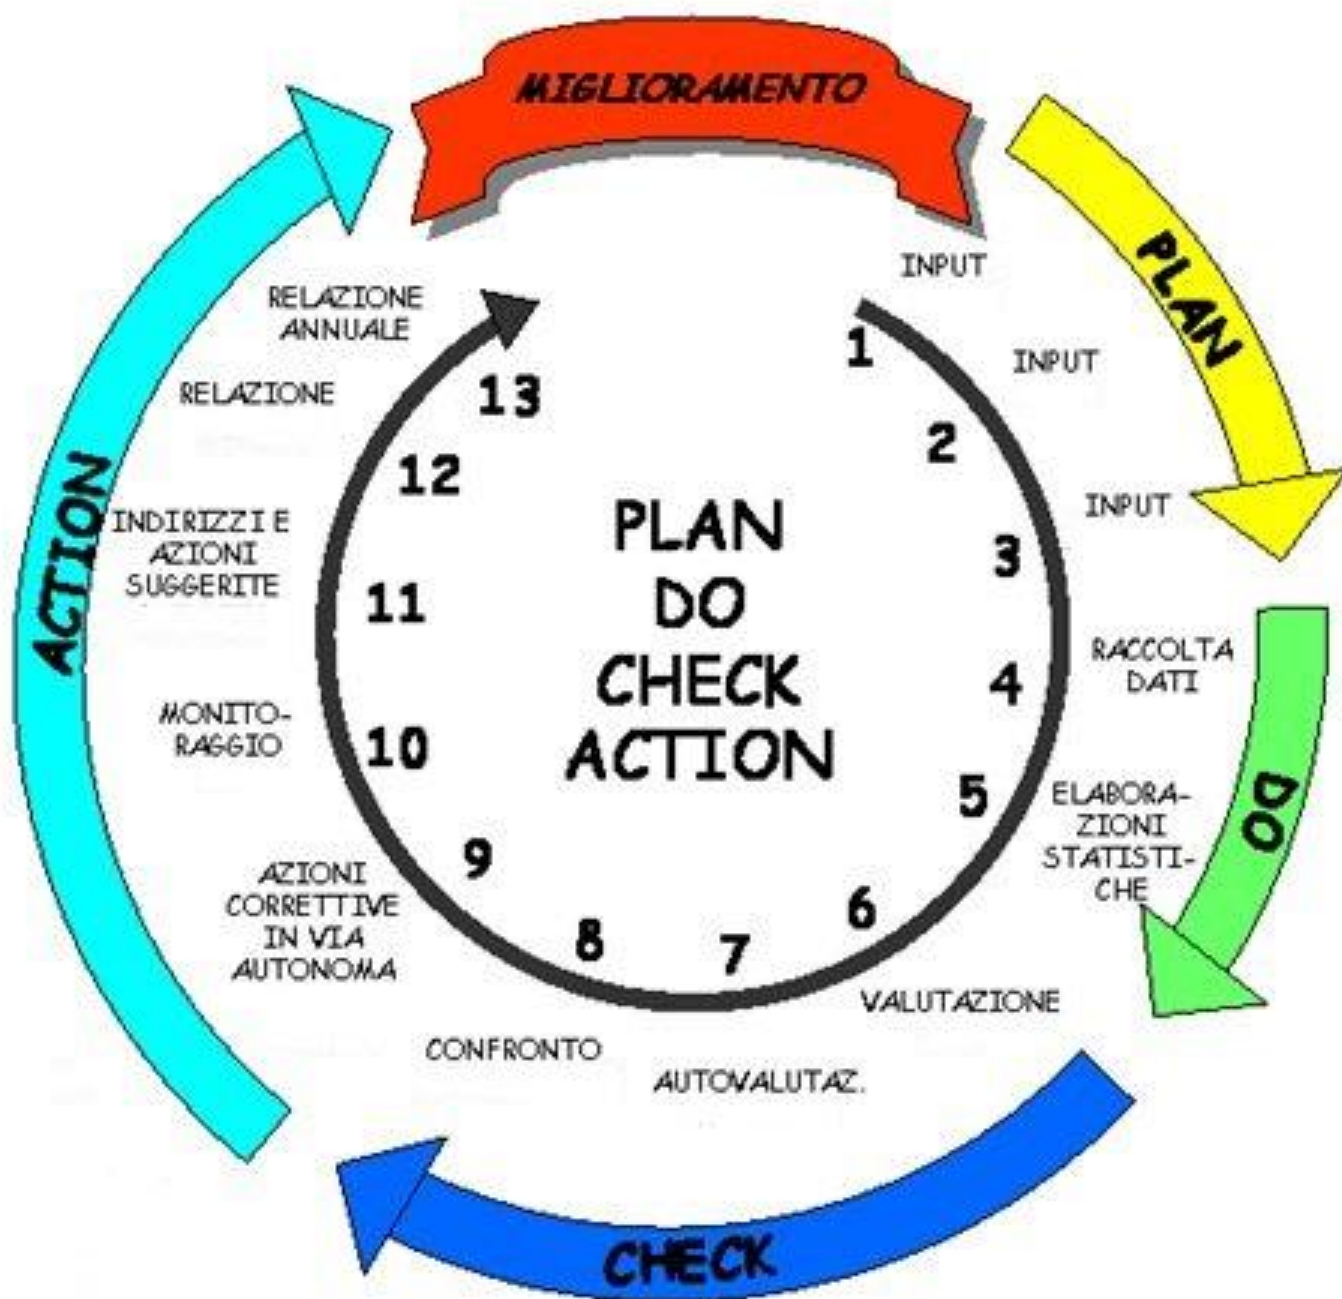 MIGLIORAMENTO
PLAN
DO
CHECK
ACTION
PLAN
DO
CHECK
ACTION
1
INPUT
2
INPUT
3
INPUT
4
RACCOLTA
DATI
5
ELABORA-
ZIONI
STATISTI-
CHE
6
VALUTAZIONE
7
AUTOVALUTAZ.
8
CONFRONTO
9
AZIONI
CORRETTIVE
IN VIA
AUTONOMA
10
MONITO-
RAGGIO
11
INDIRIZZI E
AZIONI
SUGGERITE
12
RELAZIONE
13
RELAZIONE
ANNUALE